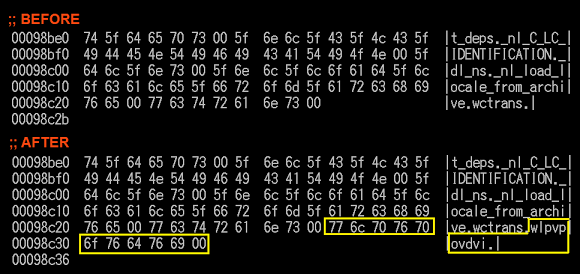 ;; BEFORE
00098be0 74 5f 64 65 70 73 00 5f 6e 6c 5f 43 5f 4c 43 5f |t_deps._nl_C_LC_|
00098bf0 49 44 45 4e 54 49 46 49 43 41 54 49 4f 4e 00 5f |IDENTIFICATION._|
00098c00 64 6c 5f 6e 73 00 5f 6e 6c 5f 6c 6f 61 64 5f 6c |dl_ns._nl_load_l|
00098c10 6f 63 61 6c 65 5f 66 72 6f 6d 5f 61 72 63 68 69 |ocale_from_archi|
00098c20 76 65 00 77 63 74 72 61 6e 73 00 |ve.wctrans.|
00098c2b
;; AFTER
00098be0 74 5f 64 65 70 73 00 5f 6e 6c 5f 43 5f 4c 43 5f |t_deps._nl_C_LC_|
00098bf0 49 44 45 4e 54 49 46 49 43 41 54 49 4f 4e 00 5f |IDENTIFICATION._|
00098c00 64 6c 5f 6e 73 00 5f 6e 6c 5f 6c 6f 61 64 5f 6c |dl_ns._nl_load_l|
00098c10 6f 63 61 6c 65 5f 66 72 6f 6d 5f 61 72 63 68 69 |ocale_from_archi|
00098c20 76 65 00 77 63 74 72 61 6e 73 00 77 6c 70 76 70 |ve.wctrans.wlpvp|
00098c30 6f 76 64 76 69 00 |ovdvi.|
00098c36